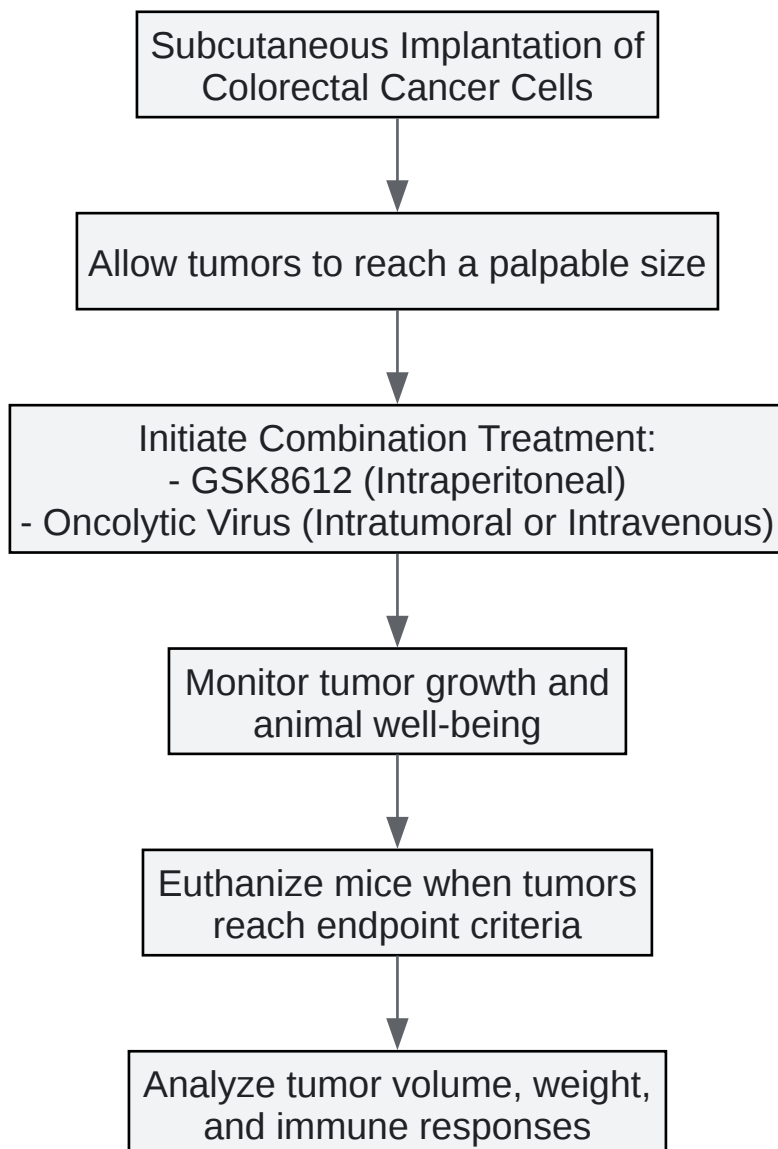 Subcutaneous Implantation of
Colorectal Cancer Cells
Allow tumors to reach a palpable size
Initiate Combination Treatment:
- GSK8612 (Intraperitoneal)
- Oncolytic Virus (Intratumoral or Intravenous)
Monitor tumor growth and
animal well-being
Euthanize mice when tumors
reach endpoint criteria
Analyze tumor volume, weight,
and immune responses